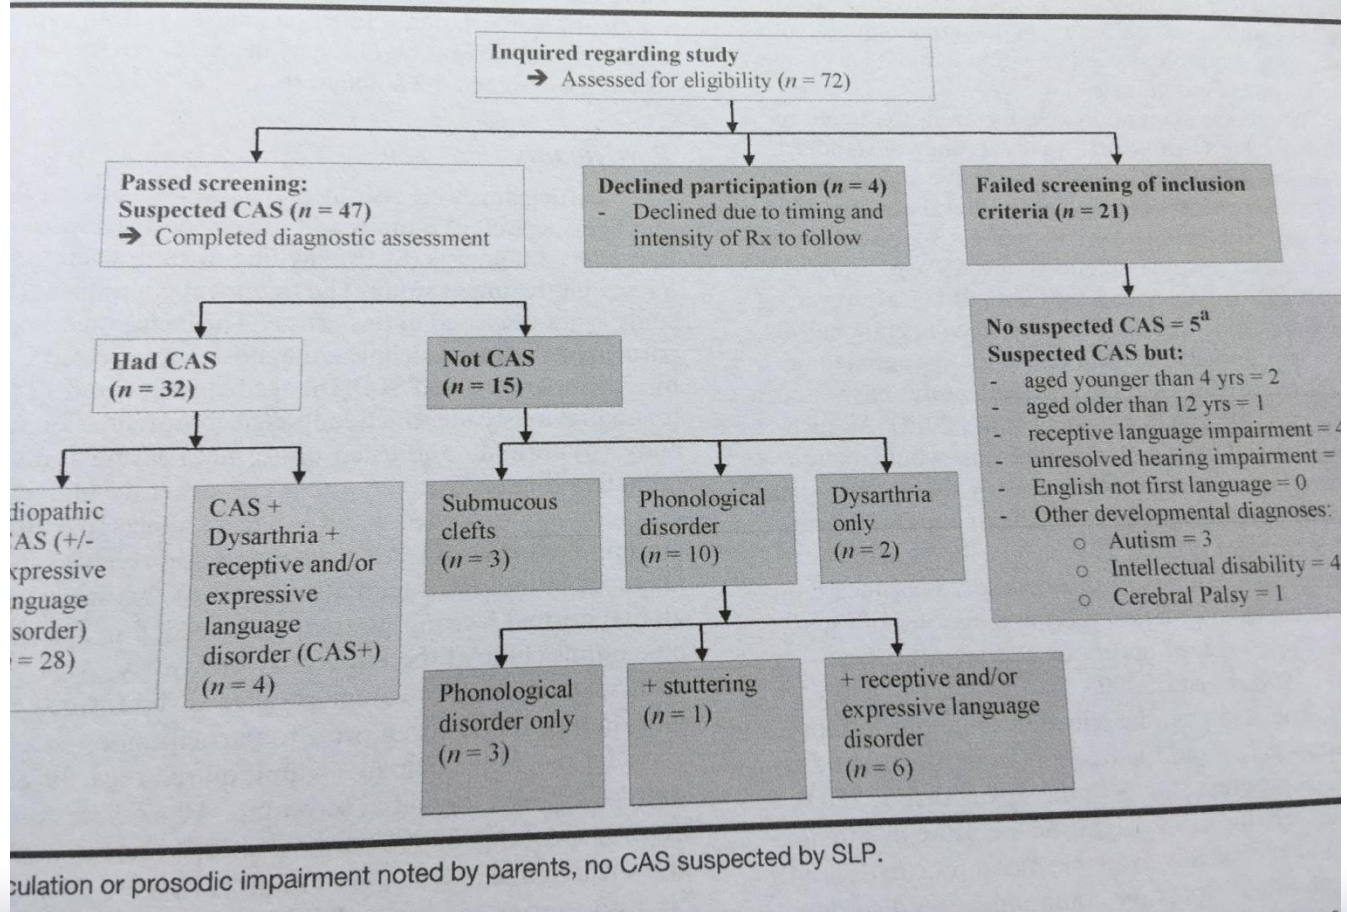 Inquired regarding study
➔ Assessed for eligibility (n = 72)
Passed screening:
Suspected CAS (n = 47)
➔ Completed diagnostic assessment
Declined participation (n = 4)
- Declined due to timing and
intensity of Rx to follow
Failed screening of inclusion
criteria (n = 21)
Had CAS
(n = 32)
Not CAS
(n = 15)
No suspected CAS = 5ª
Suspected CAS but:
- aged younger than 4 yrs = 2
- aged older than 12 yrs = 1
- receptive language impairment = 4
- unresolved hearing impairment =
- English not first language = 0
- Other developmental diagnoses:
o Autism = 3
o Intellectual disability = 4
o Cerebral Palsy = 1
diopathic
AS (+/-
xpressive
nguage
sorder)
= 28)
CAS +
Dysarthria +
receptive and/or
expressive
language
disorder (CAS+)
(n = 4)
Submucous
clefts
(n = 3)
Phonological
disorder
(n = 10)
Dysarthria
only
(n = 2)
Phonological
disorder only
(n = 3)
+ stuttering
(n = 1)
+ receptive and/or
expressive language
disorder
(n = 6)
culation or prosodic impairment noted by parents, no CAS suspected by SLP.